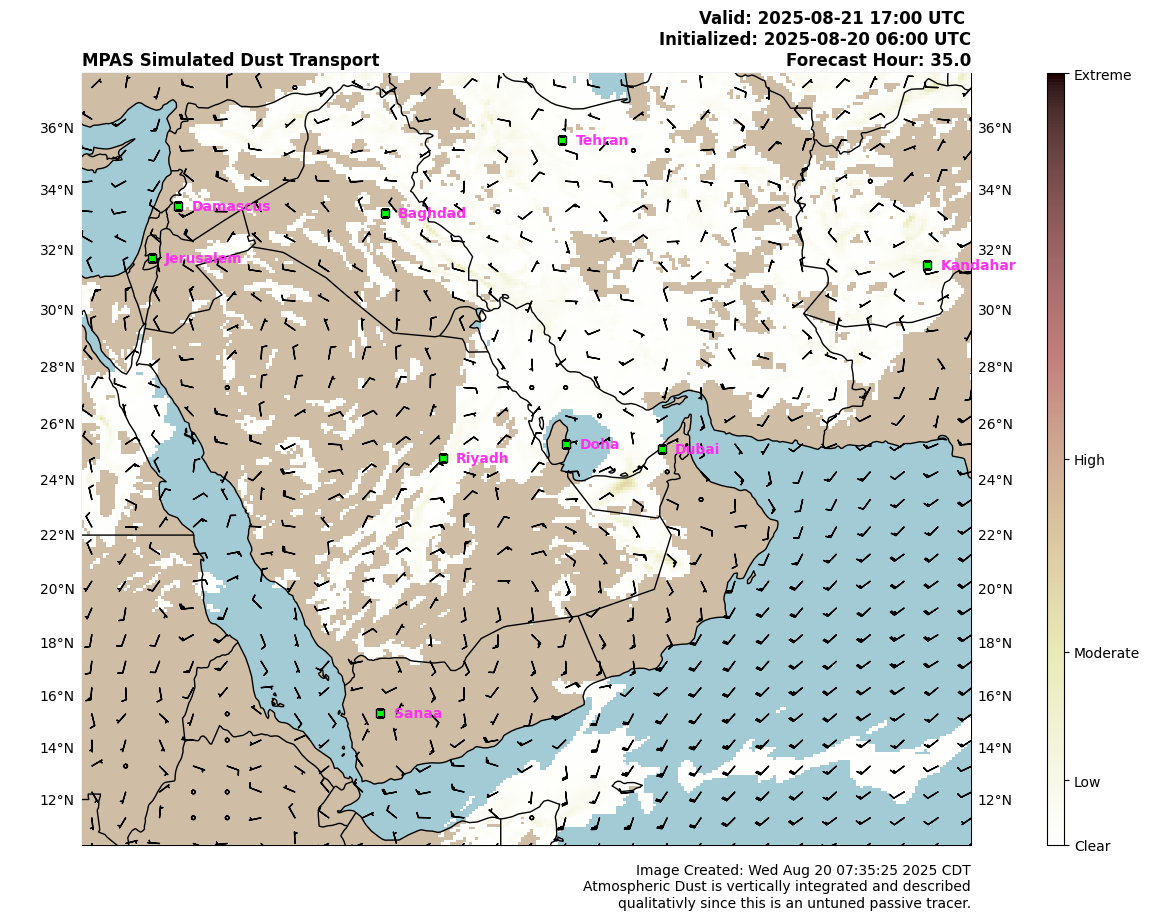 Valid: 2025-08-21 17:00 UTC
Initialized: 2025-08-20 06:00 UTC
MPAS Simulated Dust Transport
Forecast Hour: 35.0
Extreme
36°N
Tehran
36°N
34°N
34°N
Damascus
Baghdad
32°N
Jerusalem
32°N
Kandahar
30°N
30°N
28°N
28°N
26°N
26°N
Doha
Dubai
Riyadh
High
24°N
24°N
22°N
22°N
20°N
20°N
18°N
18°N
Moderate
16°N
16°N
Sanaa
14°N
14°N
Low
12°N
12°N
Clear
Image Created: Wed Aug 20 07:35:25 2025 CDT
Atmospheric Dust is vertically integrated and described
qualitativly since this is an untuned passive tracer.